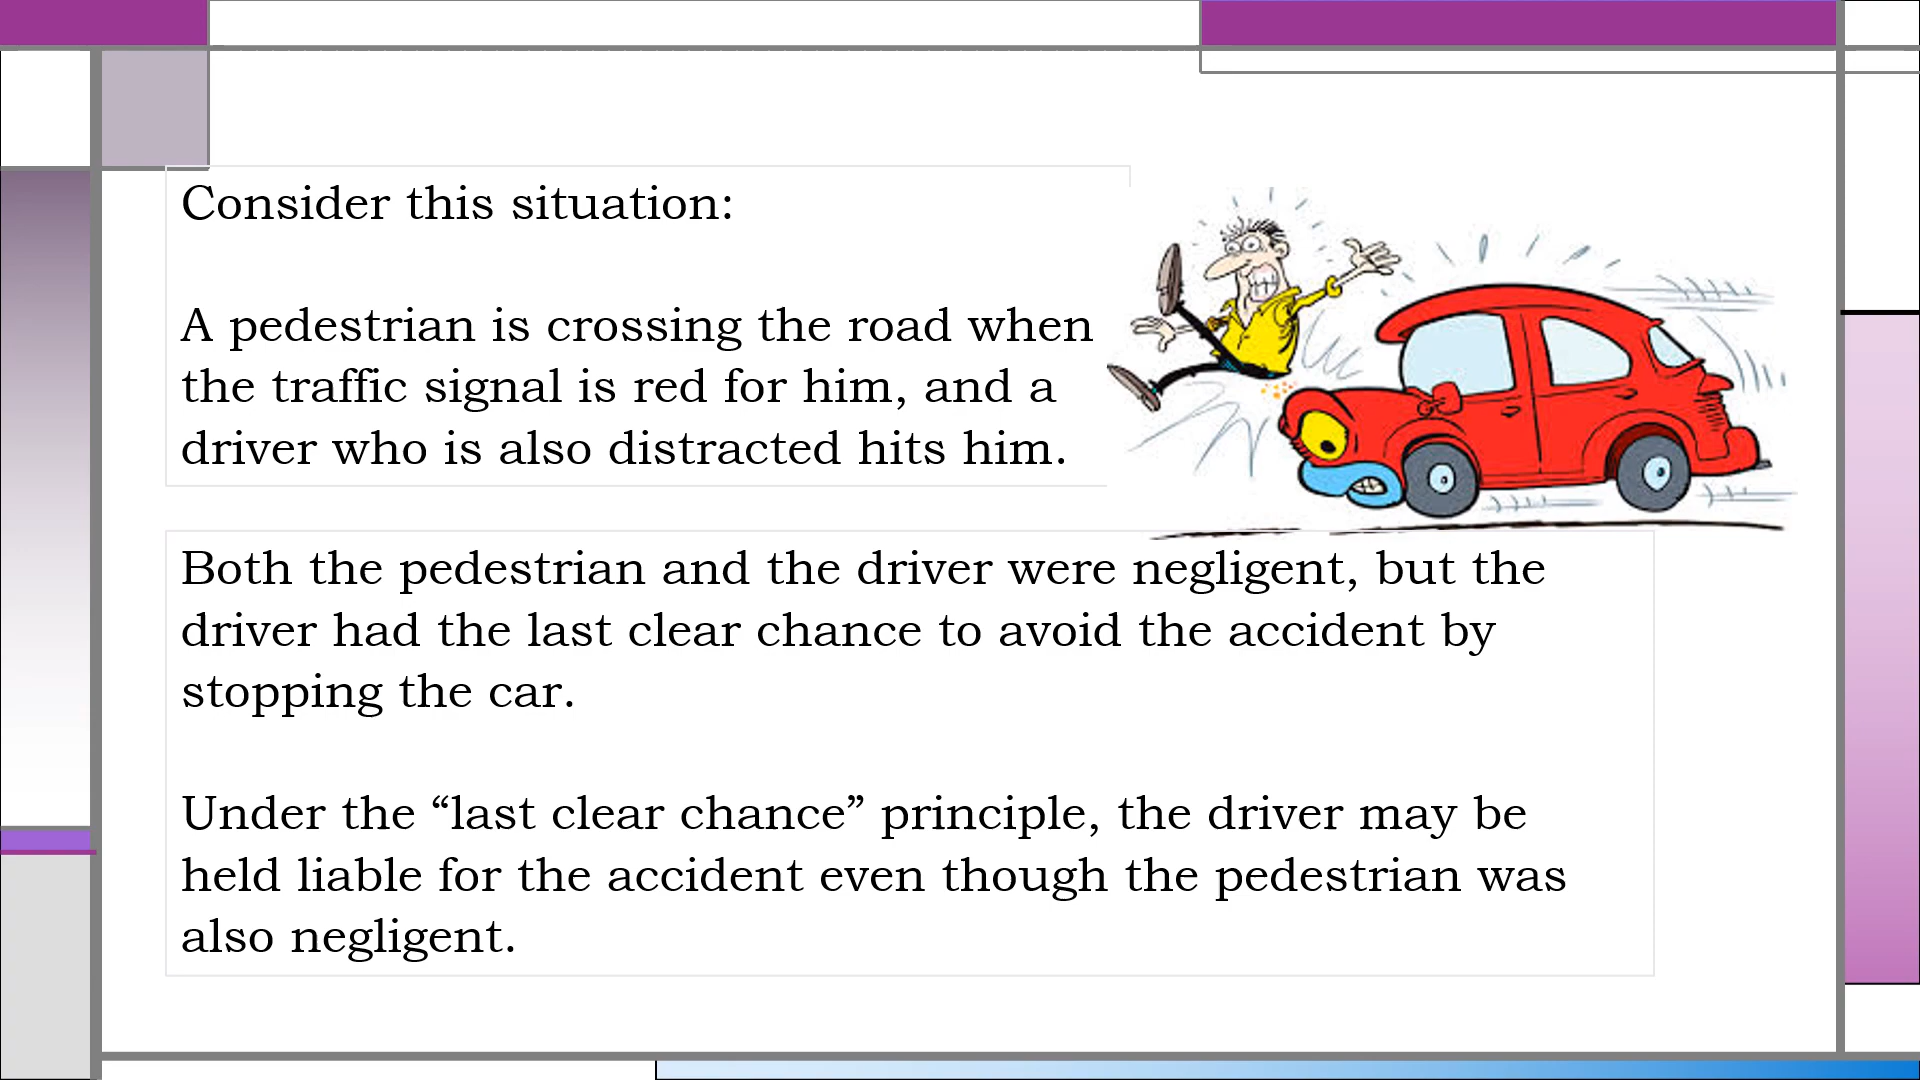 Consider this situation:
A pedestrian is crossing the road when
the traffic signal is red for him, and a
driver who is also distracted hits him.
Both the pedestrian and the driver were negligent, but the
driver had the last clear chance to avoid the accident by
stopping the car.
Under the “last clear chance” principle, the driver may be
held liable for the accident even though the pedestrian was
also negligent.